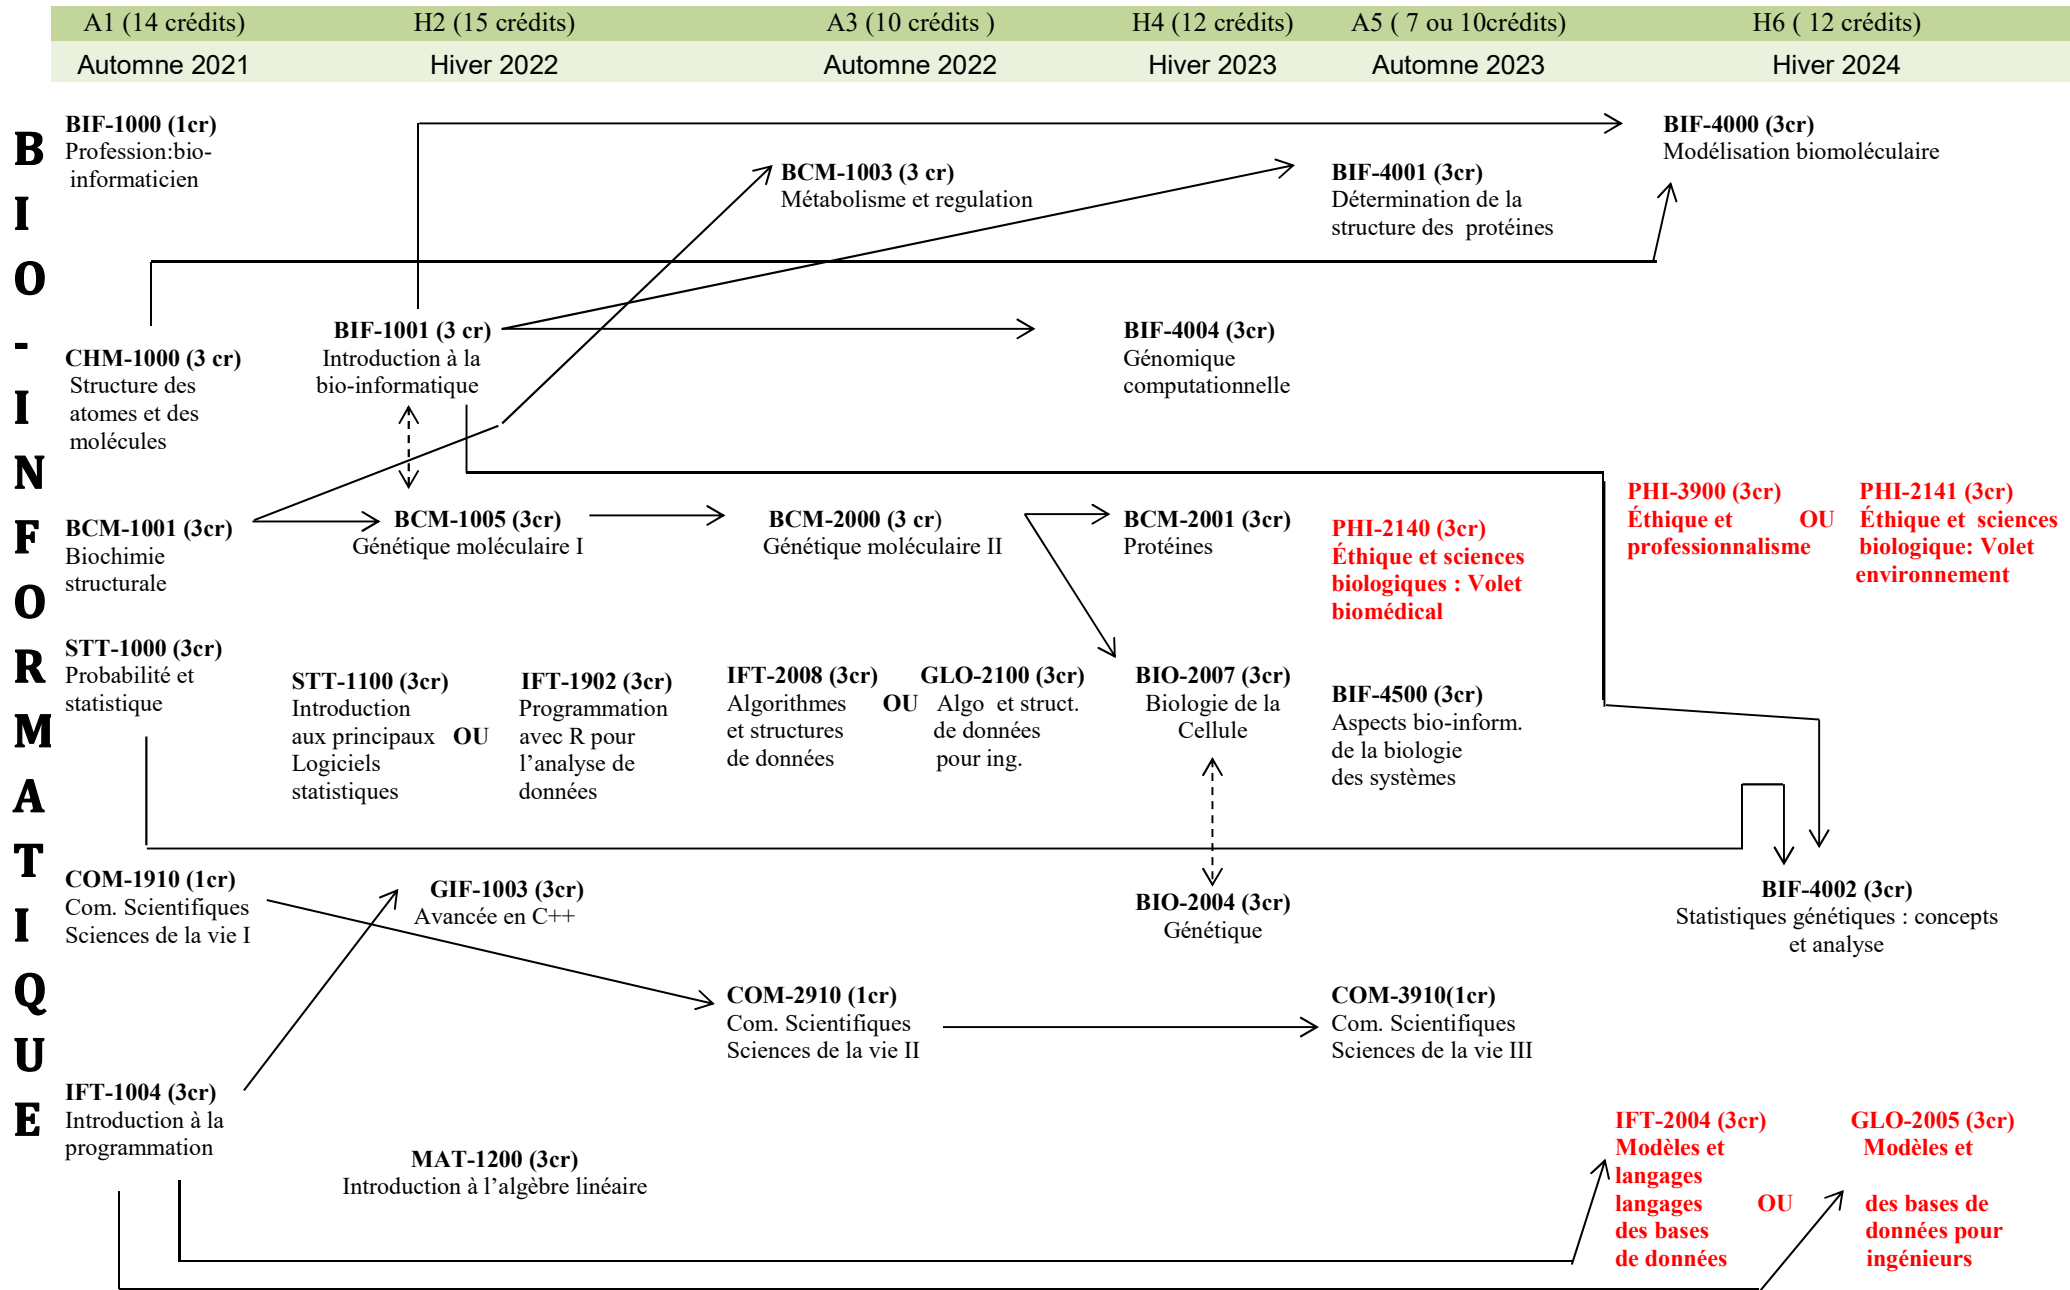 A1 (14 crédits)
H2 (15 crédits)
A3 (10 crédits )
H4 (12 crédits)
A5 ( 7 ou 10crédits)
H6 ( 12 crédits)
Automne 2021
Hiver 2022
Automne 2022
Hiver 2023
Automne 2023
Hiver 2024
B
I
O
-
I
N
F
O
R
M
A
T
I
Q
U
E
BIF-1000 (1cr)
Profession:bio-
informaticien
CHM-1000 (3 cr)
Structure des
atomes et des
molécules
BCM-1001 (3cr)
Biochimie
structurale
STT-1000 (3cr)
Probabilité et
statistique
COM-1910 (1cr)
Com. Scientifiques
Sciences de la vie I
IFT-1004 (3cr)
Introduction à la
programmation
BIF-1001 (3 cr)
Introduction à la
bio-informatique
BCM-1005 (3cr)
Génétique moléculaire I
STT-1100 (3cr)
Introduction
aux principaux
Logiciels
statistiques
OU
IFT-1902 (3cr)
Programmation
avec R pour
l’analyse de
données
GIF-1003 (3cr)
Avancée en C++
MAT-1200 (3cr)
Introduction à l’algèbre linéaire
BCM-1003 (3 cr)
Métabolisme et regulation
BCM-2000 (3 cr)
Génétique moléculaire II
IFT-2008 (3cr)
Algorithmes
et structures
de données
OU
GLO-2100 (3cr)
Algo et struct.
de données
pour ing.
COM-2910 (1cr)
Com. Scientifiques
Sciences de la vie II
BIF-4004 (3cr)
Génomique
computationnelle
BCM-2001 (3cr)
Protéines
BIO-2007 (3cr)
Biologie de la
Cellule
BIO-2004 (3cr)
Génétique
BIF-4001 (3cr)
Détermination de la
structure des protéines
PHI-2140 (3cr)
Éthique et sciences
biologiques : Volet
biomédical
BIF-4500 (3cr)
Aspects bio-inform.
de la biologie
des systèmes
COM-3910(1cr)
Com. Scientifiques
Sciences de la vie III
BIF-4000 (3cr)
Modélisation biomoléculaire
PHI-3900 (3cr)
Éthique et
professionnalisme
OU
PHI-2141 (3cr)
Éthique et sciences
biologique: Volet
environnement
BIF-4002 (3cr)
Statistiques génétiques : concepts
et analyse
IFT-2004 (3cr)
Modèles et
langages
langages
des bases
de données
OU
GLO-2005 (3cr)
Modèles et
des bases de
données pour
ingénieurs